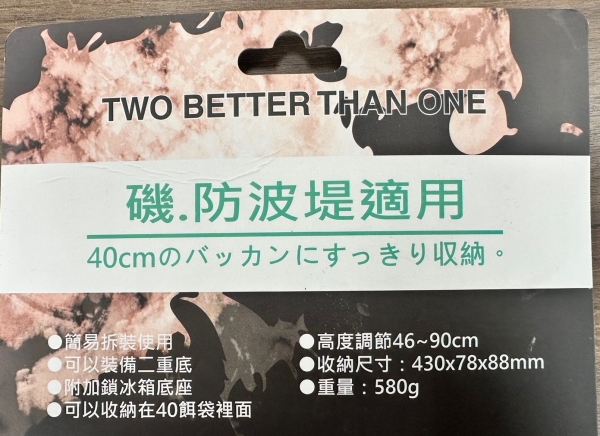 TWO BETTER THAN ONE
磯.防波堤適用
40cmのバッカンにすっきり収納。
●簡易拆裝使用
●可以裝備二重底
●附加鎖冰箱底座
●可以收納在40餌袋裡面
●高度調節46~90cm
●收納尺寸：430x78x88mm
●重量：580g